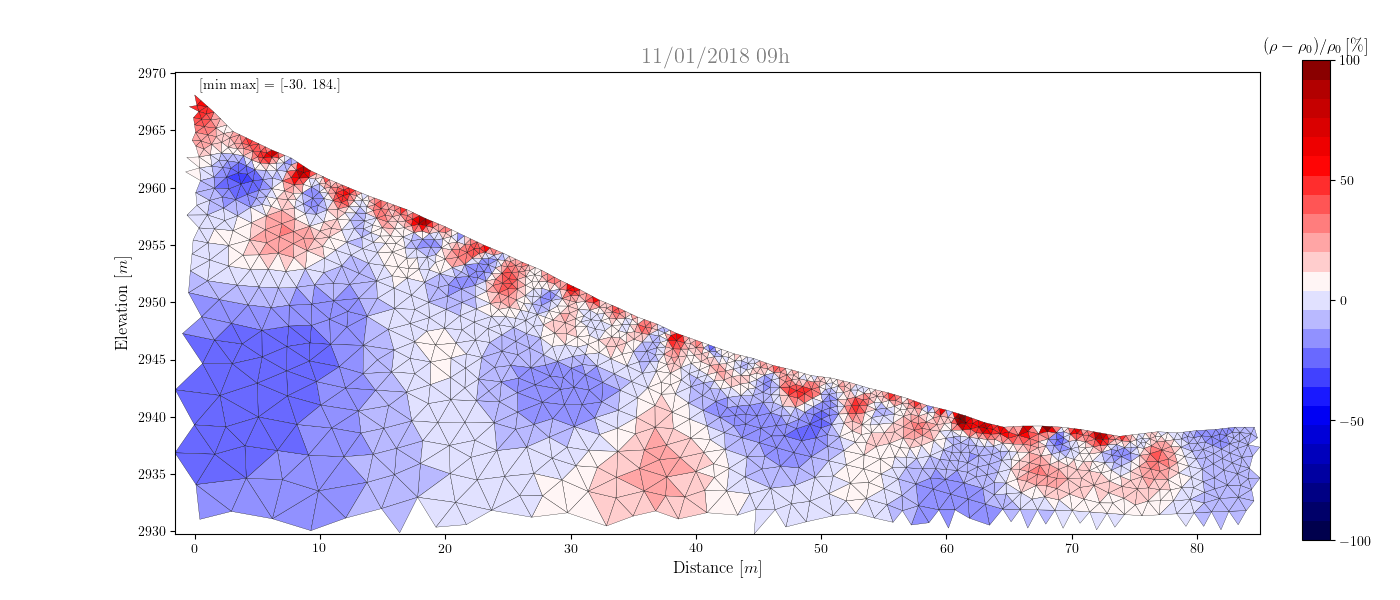 11/01/2018 09h
(ρ − ρ₀)/ρ₀ [%]
[min max] = [-30. 184.]
2970
2965
2960
2955
2950
2945
2940
2935
2930
Elevation [m]
0 10 20 30 40 50 60 70 80
Distance [m]
100
50
0
−50
−100